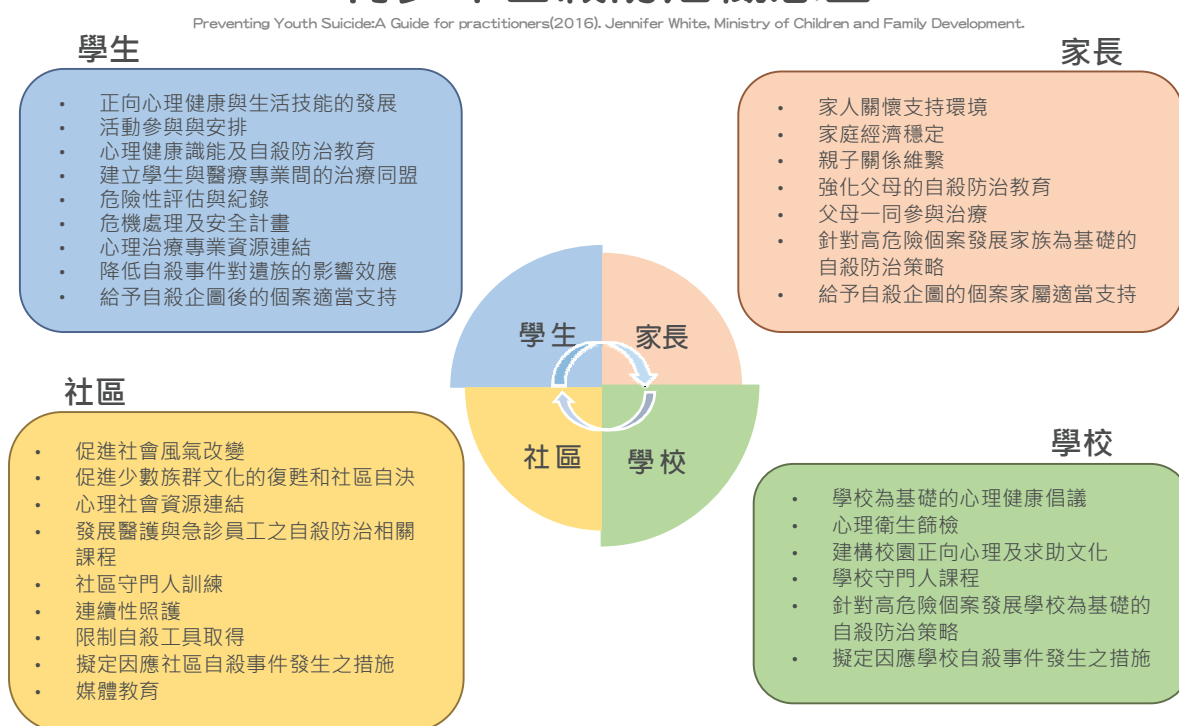 Preventing Youth Suicide:A Guide for practitioners(2016). Jennifer White, Ministry of Children and Family Development.
學生
• 正向心理健康與生活技能的發展
• 活動參與與安排
• 心理健康識能及自殺防治教育
• 建立學生與醫療專業間的治療同盟
• 危險性評估與紀錄
• 危機處理及安全計畫
• 心理治療專業資源連結
• 降低自殺事件對遺族的影響效應
• 給予自殺企圖後的個案適當支持
家長
• 家人關懷支持環境
• 家庭經濟穩定
• 親子關係維繫
• 強化父母的自殺防治教育
• 父母一同參與治療
• 針對高危險個案發展家族為基礎的
自殺防治策略
• 給予自殺企圖的個案家屬適當支持
學生
家長
社區
學校
社區
• 促進社會風氣改變
• 促進少數族群文化的復甦和社區自決
• 心理社會資源連結
• 發展醫護與急診員工之自殺防治相關
課程
• 社區守門人訓練
• 連續性照護
• 限制自殺工具取得
• 擬定因應社區自殺事件發生之措施
• 媒體教育
學校
• 學校為基礎的心理健康倡議
• 心理衛生篩檢
• 建構校園正向心理及求助文化
• 學校守門人課程
• 針對高危險個案發展學校為基礎的
自殺防治策略
• 擬定因應學校自殺事件發生之措施